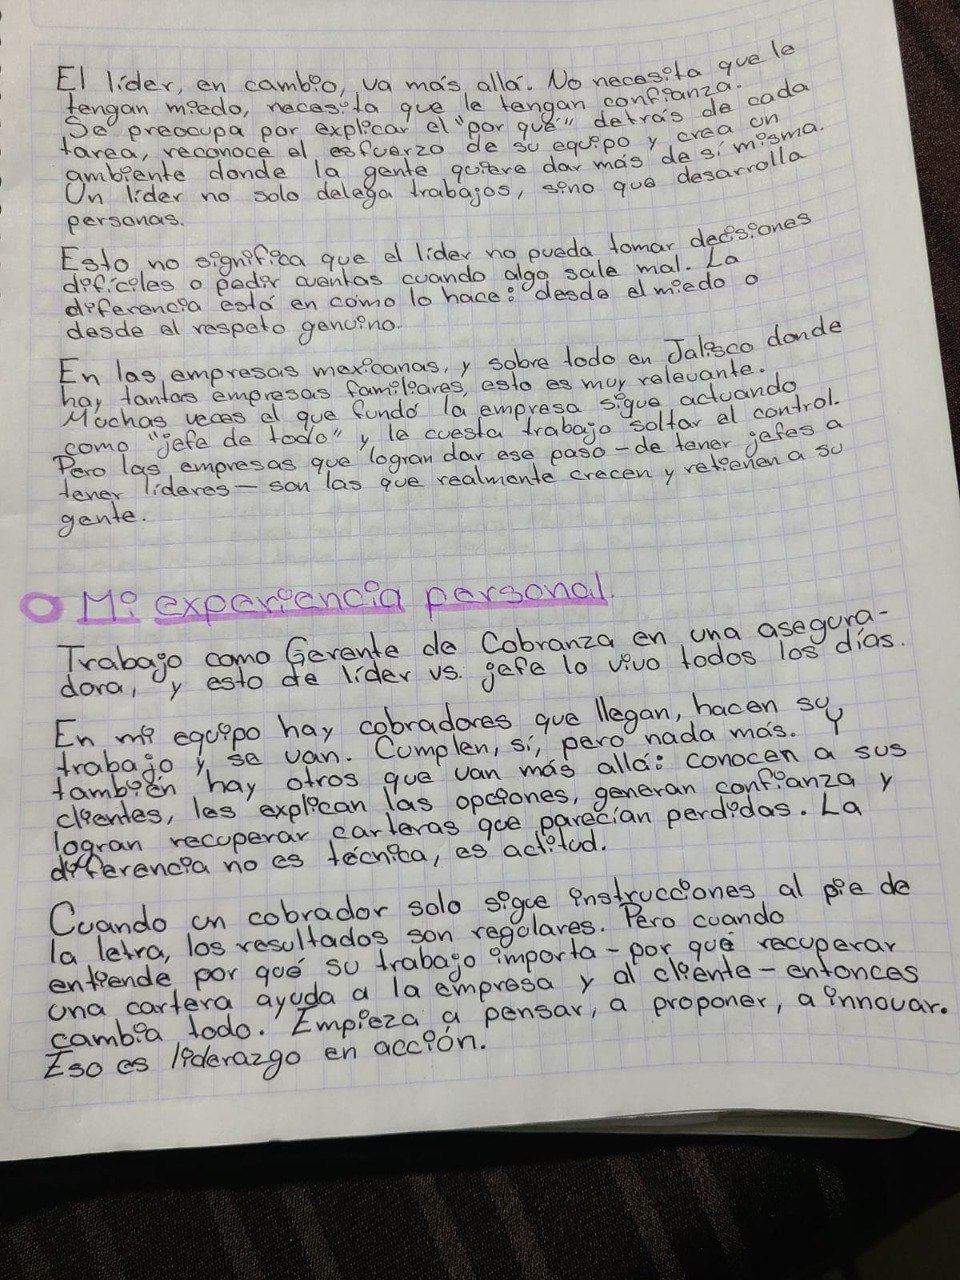 El líder, en cambio, va más allá. No necesita que le
tengan miedo, necesita que le tengan confianza.
Se preocupa por explicar el "por qué" detrás de cada
tarea, reconoce el esfuerzo de su equipo y crea un
ambiente donde la gente quiere dar más de sí misma.
Un líder no solo delega trabajos, sino que desarrolla
personas.
Esto no significa que el líder no pueda tomar decisiones
difíciles o pedir cuentas cuando algo sale mal. La
diferencia está en cómo lo hace: desde el miedo o
desde el respeto genuino.
En las empresas mexicanas, y sobre todo en Jalisco donde
hay tantas empresas familiares, esto es muy relevante.
Muchas veces el que fundó la empresa sigue actuando
como "jefe de todo" y le cuesta trabajo soltar el control.
Pero las empresas que logran dar ese paso – de tener jefes a
tener líderes – son las que realmente crecen y retienen a su
gente.
Mi experiencia personal
Trabajo como Gerente de Cobranza en una asegura-
dora, y esto de líder vs. jefe lo vivo todos los días.
En mi equipo hay cobradores que llegan, hacen su
trabajo y se van. Cumplen, sí, pero nada más. Y
también hay otros que van más allá: conocen a sus
clientes, les explican las opciones, generan confianza y
logran recuperar carteras que parecían perdidas. La
diferencia no es técnica, es actitud.
Cuando un cobrador solo sigue instrucciones al pie de
la letra, los resultados son regulares. Pero cuando
entiende por qué su trabajo importa – por qué recuperar
una cartera ayuda a la empresa y al cliente – entonces
cambia todo. Empieza a pensar, a proponer, a innovar.
Eso es liderazgo en acción.